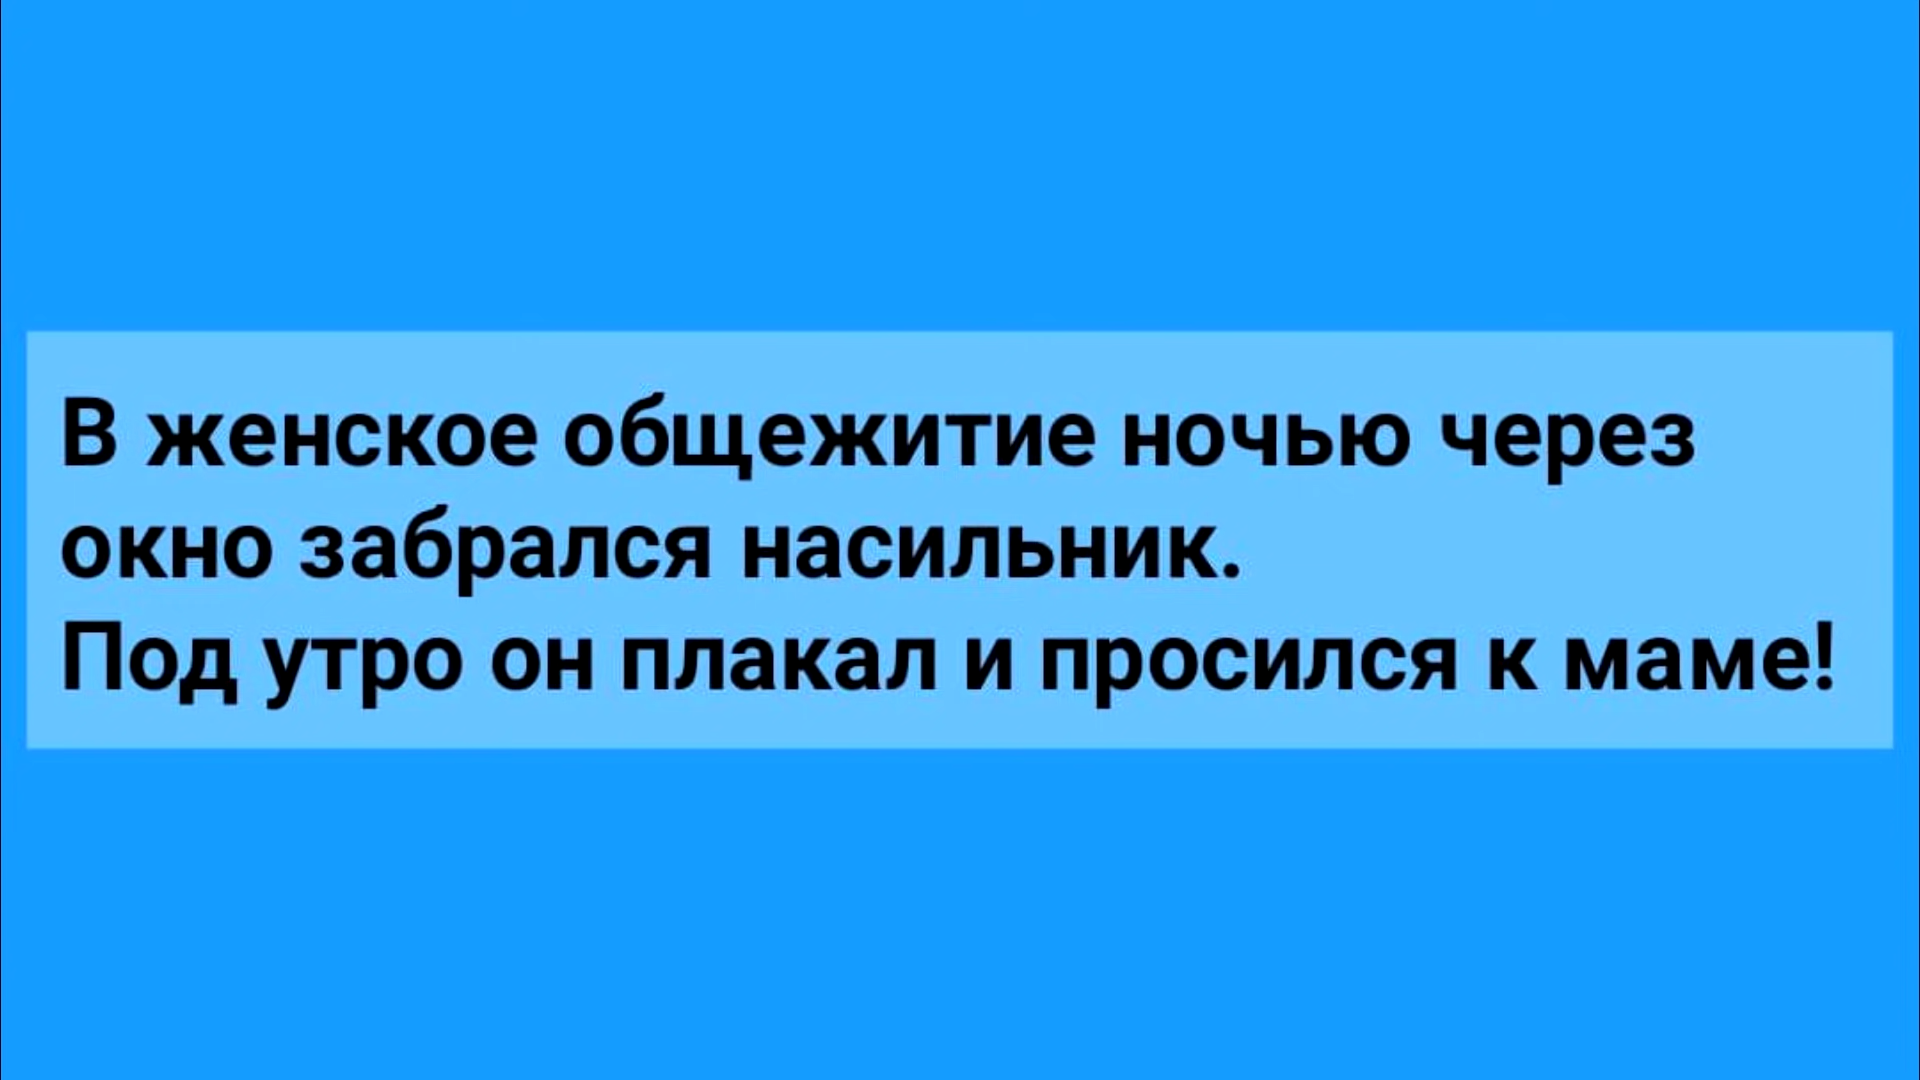 В женское общежитие ночью через
окно забрался насильник.
Под утро он плакал и просился к маме!